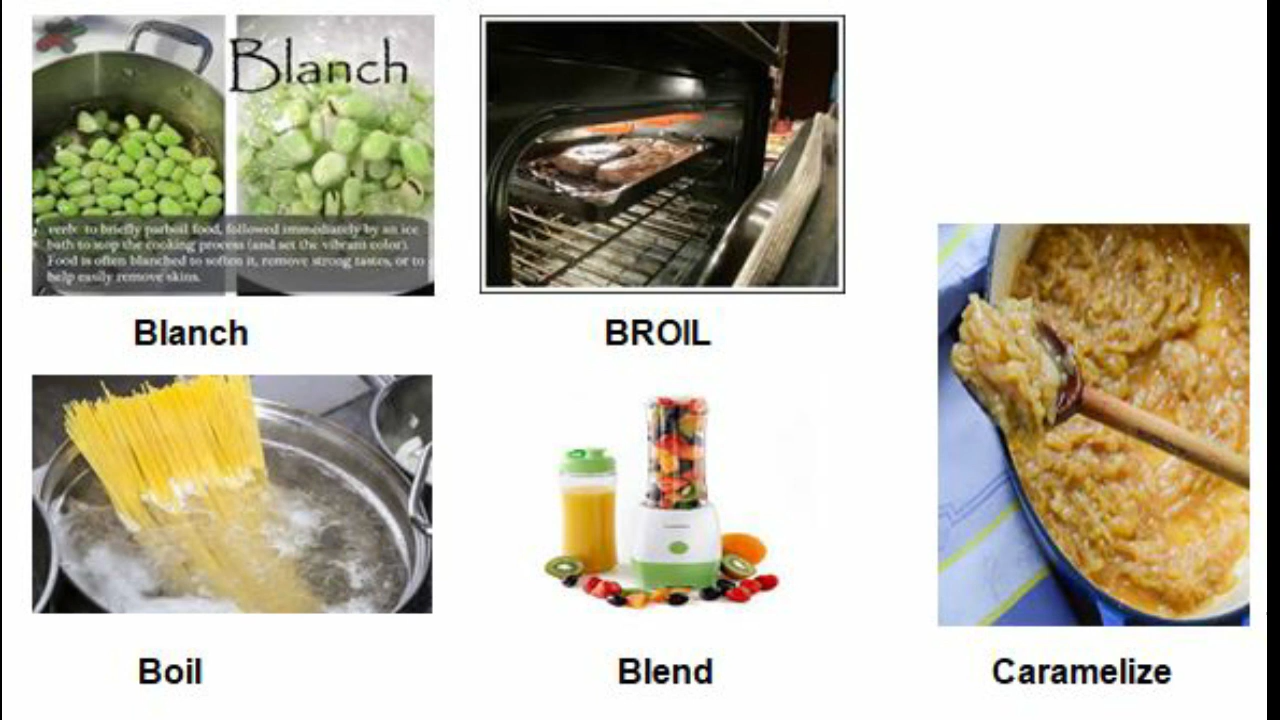 Blanch
verb: to briefly parboil food, followed immediately by an ice
bath to stop the cooking process (and set the vibrant color).
Food is often blanched to soften it, remove strong tastes, or to
help easily remove skins.
Blanch
BROIL
Boil
Blend
Caramelize